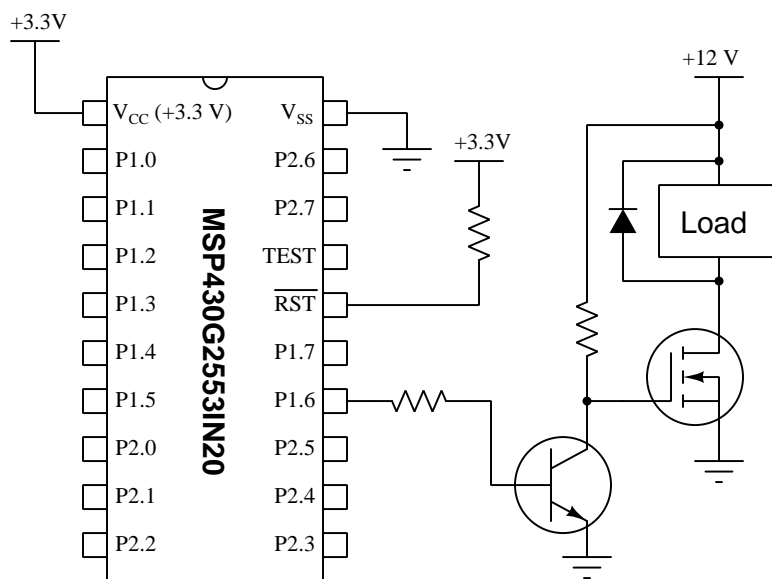 +3.3V
+12 V
V_CC (+3.3 V)
V_SS
+3.3V
P1.0
P2.6
P1.1
P2.7
P1.2
TEST
P1.3
RST
P1.4
P1.7
P1.5
P1.6
P2.0
P2.5
P2.1
P2.4
P2.2
P2.3
MSP430G2553IN20
Load